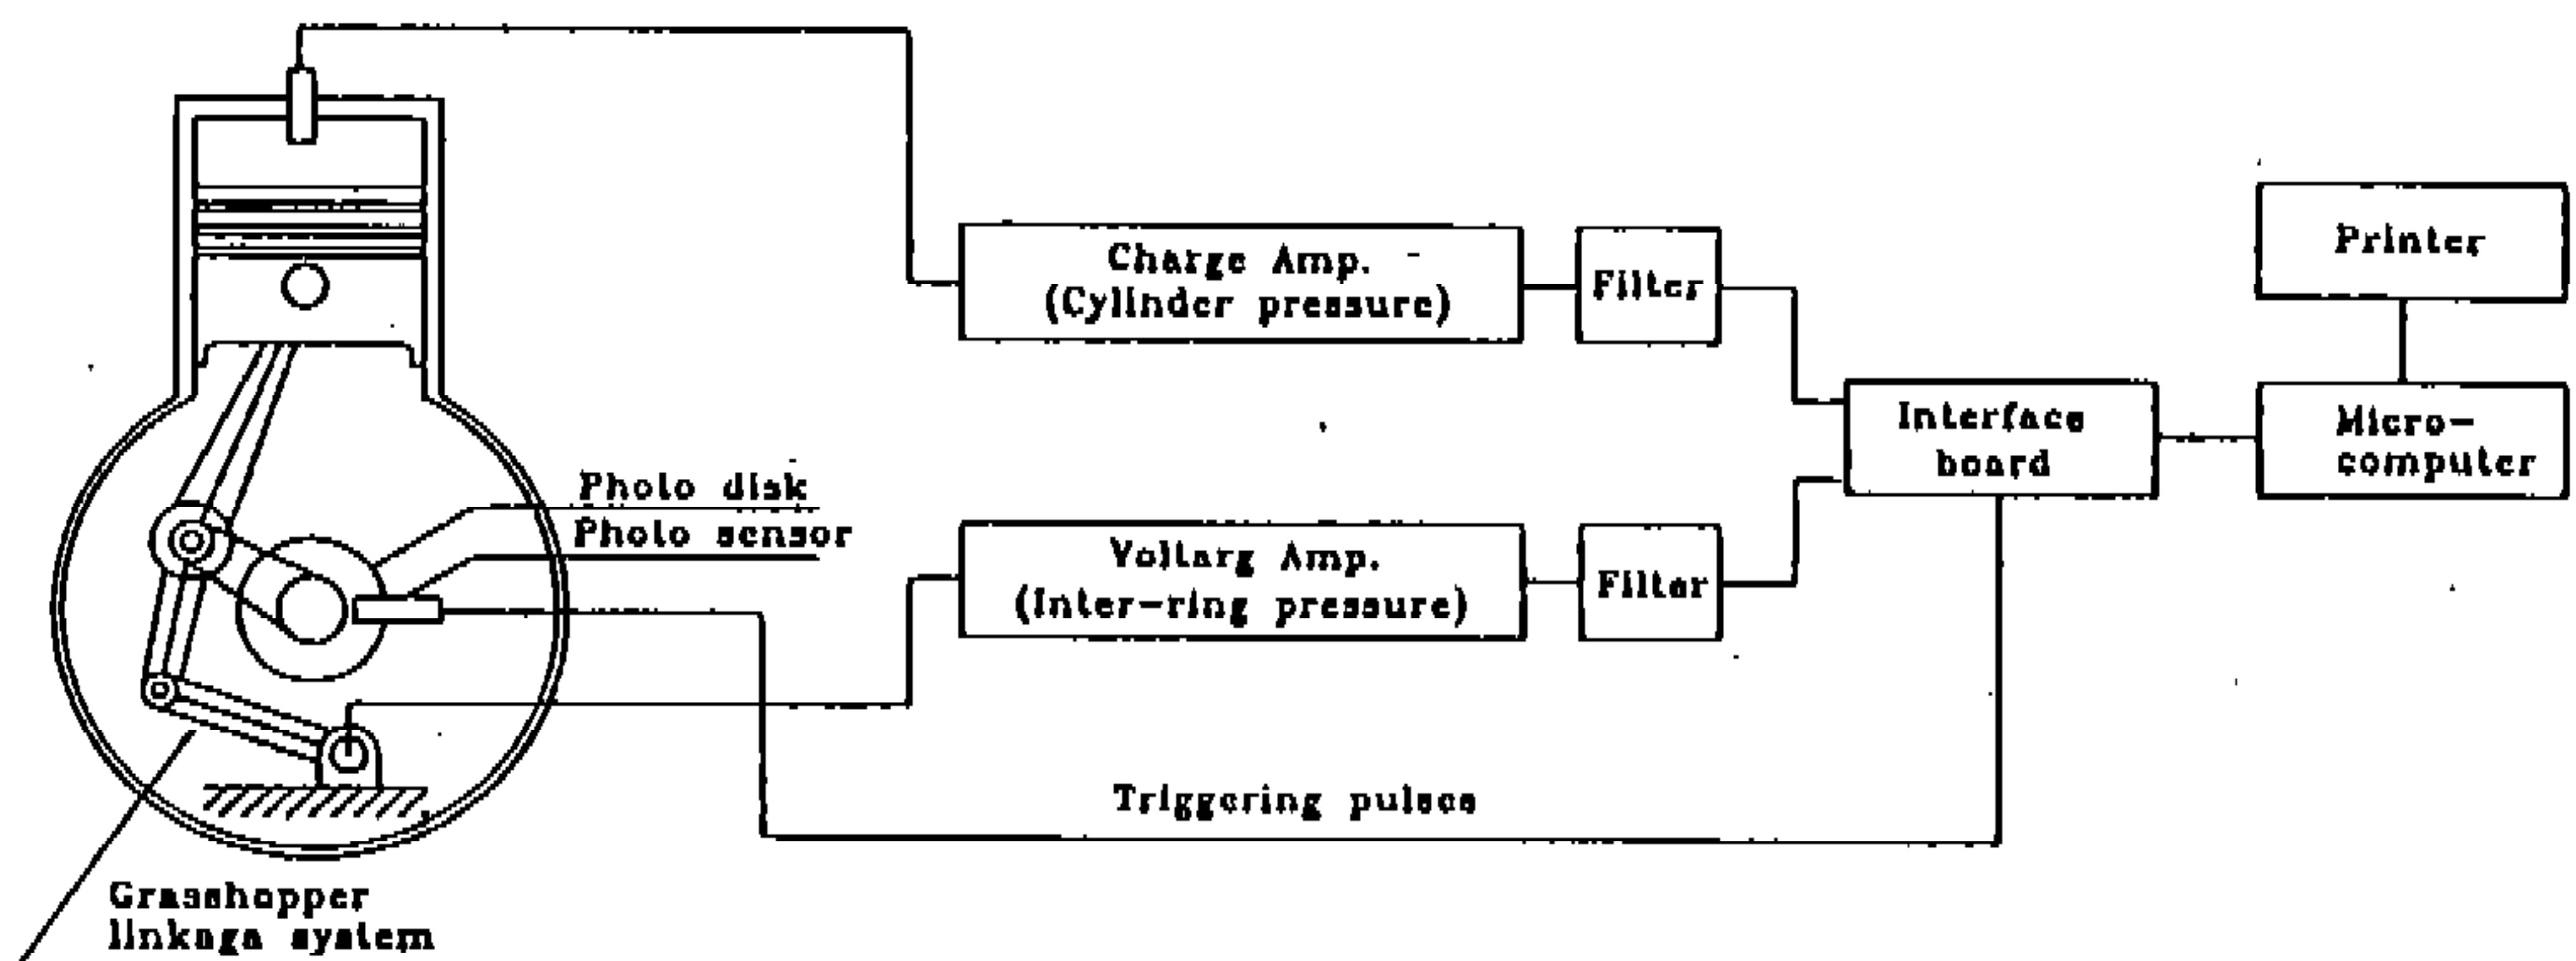 Charge Amp.
(Cylinder pressure)
Filter
Printer
Interface
board
Micro-
computer
Photo disk
Photo sensor
Voltarg Amp.
(Inter-ring pressure)
Filter
Triggering pulses
Grasshopper
linkage system